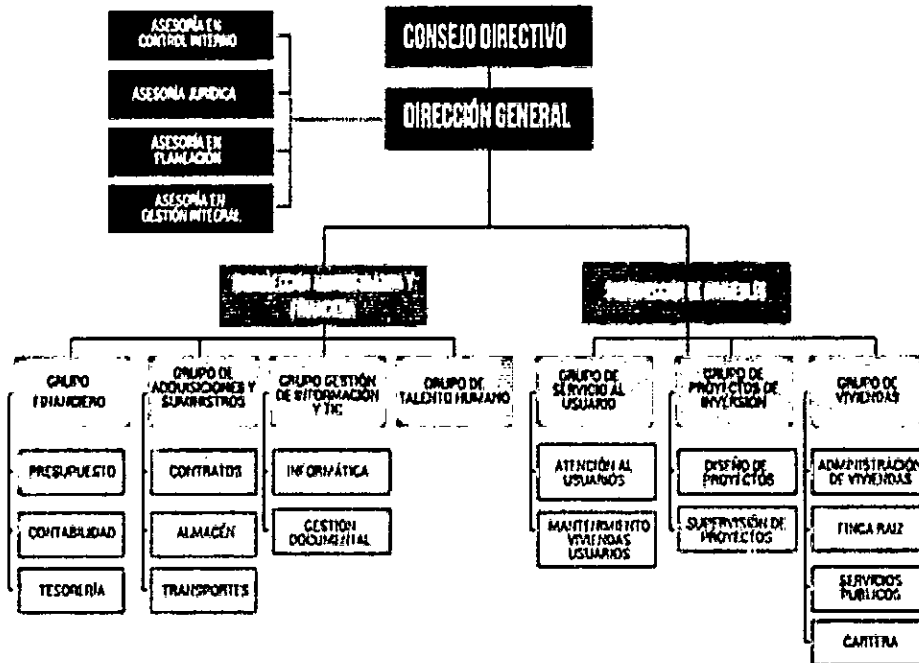 ASESORÍA EN
CONTROL INTERNO
ASESORÍA JURÍDICA
ASESORÍA EN
PLANEACIÓN
ASESORÍA EN
GESTIÓN INTEGRAL
CONSEJO DIRECTIVO
DIRECCIÓN GENERAL
GRUPO
FINANCIERO
PRESUPUESTO
CONTABILIDAD
TESORERÍA
GRUPO DE
ADQUISICIONES Y
SUMINISTROS
CONTRATOS
ALMACÉN
TRANSPORTES
GRUPO GESTIÓN
DE INFORMACIÓN
Y TIC
INFORMÁTICA
GESTIÓN
DOCUMENTAL
GRUPO DE
TALENTO HUMANO
GRUPO DE
SERVICIO AL
USUARIO
ATENCIÓN AL
USUARIOS
MANTENIMIENTO
VIVIENDAS
USUARIOS
GRUPO DE
PROYECTOS DE
INVERSIÓN
DISEÑO DE
PROYECTOS
SUPERVISIÓN DE
PROYECTOS
GRUPO DE
VIVIENDAS
ADMINISTRACIÓN
DE VIVIENDAS
FINCA RAIZ
SERVICIOS
PUBLICOS
CARTERA